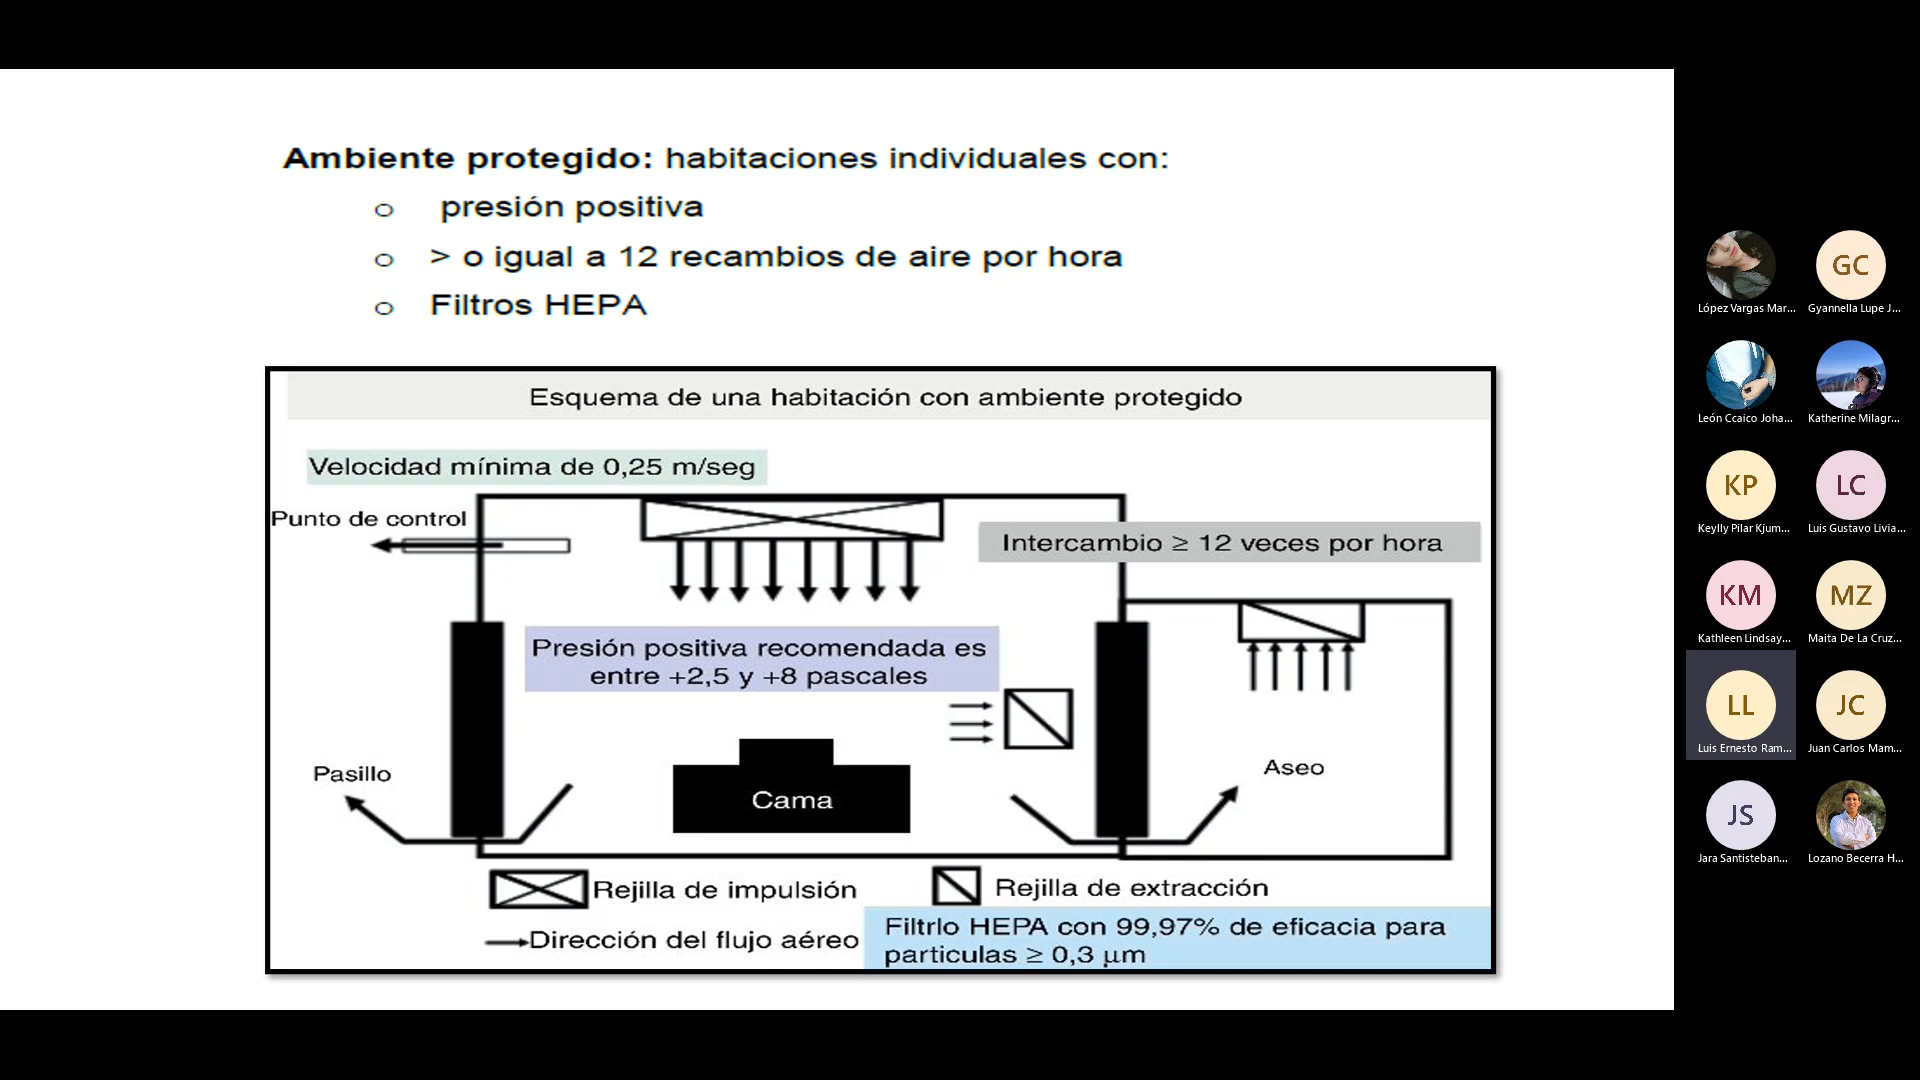 Ambiente protegido: habitaciones individuales con:
o presión positiva
o > o igual a 12 recambios de aire por hora
o Filtros HEPA
Esquema de una habitación con ambiente protegido
Velocidad mínima de 0,25 m/seg
Punto de control
Intercambio ≥ 12 veces por hora
Presión positiva recomendada es
entre +2,5 y +8 pascales
Pasillo
Cama
Aseo
Rejilla de impulsión
Rejilla de extracción
Dirección del flujo aéreo
Filtrlo HEPA con 99,97% de eficacia para
particulas ≥ 0,3 µm
López Vargas Mar...
GC
Gyannella Lupe J...
León Ccaico Joha...
Katherine Milagr...
KP
Keylly Pilar Kjum...
LC
Luis Gustavo Livia...
KM
Kathleen Lindsay...
MZ
Maita De La Cruz...
LL
Luis Ernesto Ram...
JC
Juan Carlos Mam...
JS
Jara Santisteban...
Lozano Becerra H...